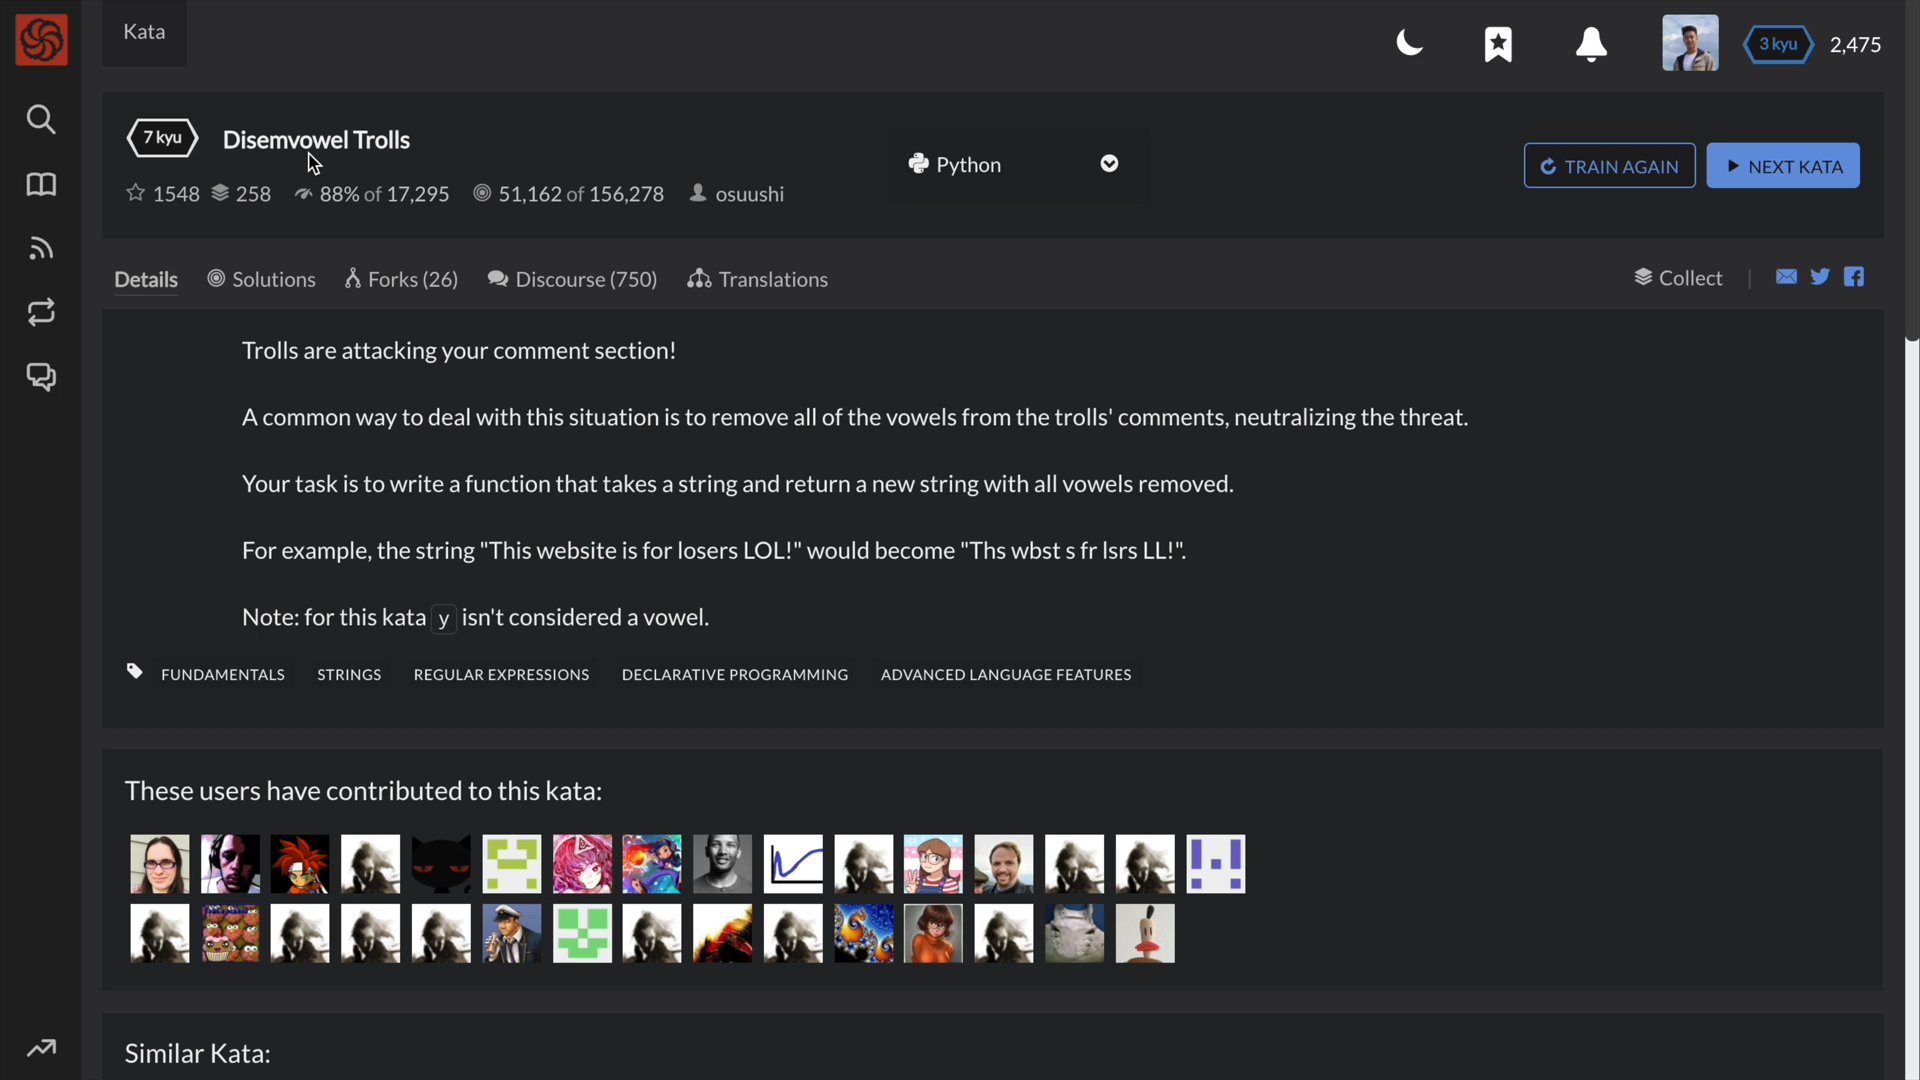 Kata
3 kyu 2,475
7 kyu Disemvowel Trolls
1548 258 88% of 17,295 51,162 of 156,278 osuushi
Python
TRAIN AGAIN NEXT KATA
Details Solutions Forks (26) Discourse (750) Translations
Collect |
Trolls are attacking your comment section!
A common way to deal with this situation is to remove all of the vowels from the trolls' comments, neutralizing the threat.
Your task is to write a function that takes a string and return a new string with all vowels removed.
For example, the string "This website is for losers LOL!" would become "Ths wbst s fr lsrs LL!".
Note: for this kata y isn't considered a vowel.
FUNDAMENTALS STRINGS REGULAR EXPRESSIONS DECLARATIVE PROGRAMMING ADVANCED LANGUAGE FEATURES
These users have contributed to this kata:
Similar Kata: